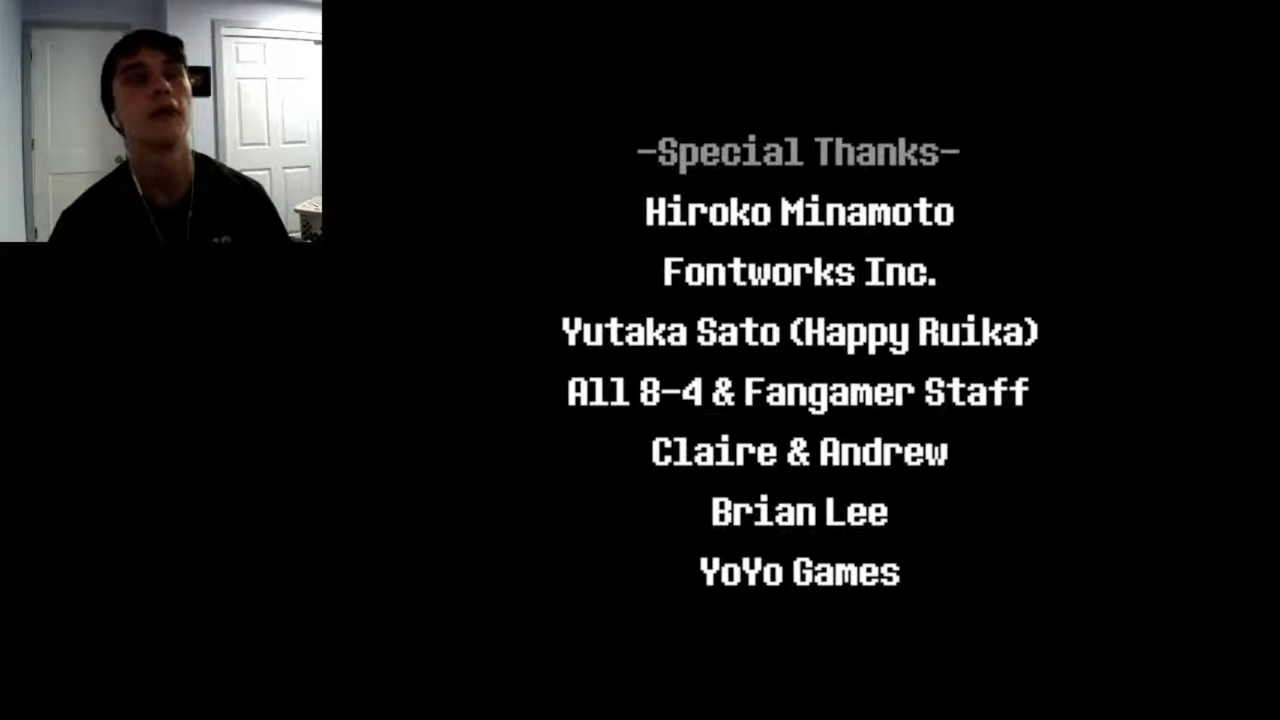 -Special Thanks-
Hiroko Minamoto
Fontworks Inc.
Yutaka Sato (Happy Ruika)
All 8-4 & Fangamer Staff
Claire & Andrew
Brian Lee
YoYo Games